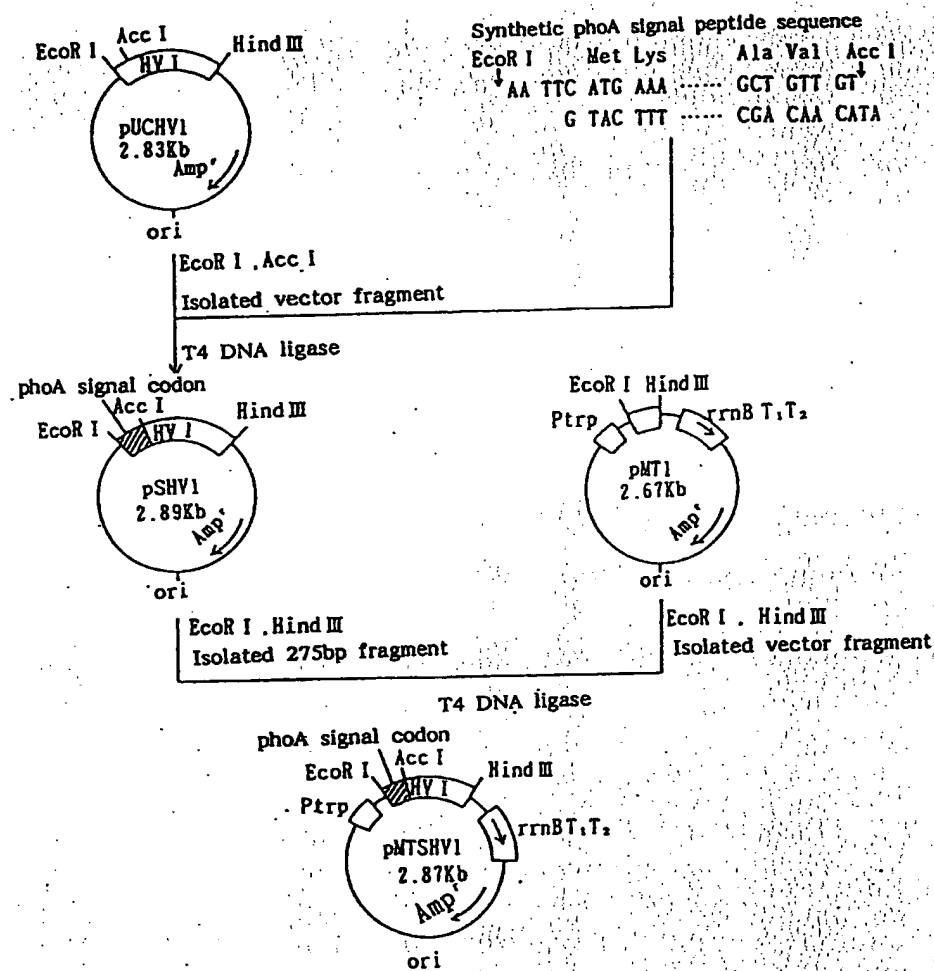 EcoR I
Acc I
HV I
Hind III
pUCHV1
2.83Kb
Ampʳ
ori
Synthetic phoA signal peptide sequence
EcoR I Met Lys Ala Val Acc I
AA TTC ATG AAA ...... GCT GTT GT
G TAC TTT ...... CGA CAA CATA
EcoR I , Acc I
Isolated vector fragment
T4 DNA ligase
phoA signal codon
Acc I
EcoR I
HV I
Hind III
pSHV1
2.89Kb
Ampʳ
ori
EcoR I Hind III
Ptrp
rrnB T₁T₂
pMT1
2.67Kb
Ampʳ
ori
EcoR I , Hind III
Isolated 275bp fragment
EcoR I . Hind III
Isolated vector fragment
T4 DNA ligase
phoA signal codon
Acc I
EcoR I
HV I
Hind III
Ptrp
rrnBT₁T₂
pMTSHV1
2.87Kb
Ampʳ
ori